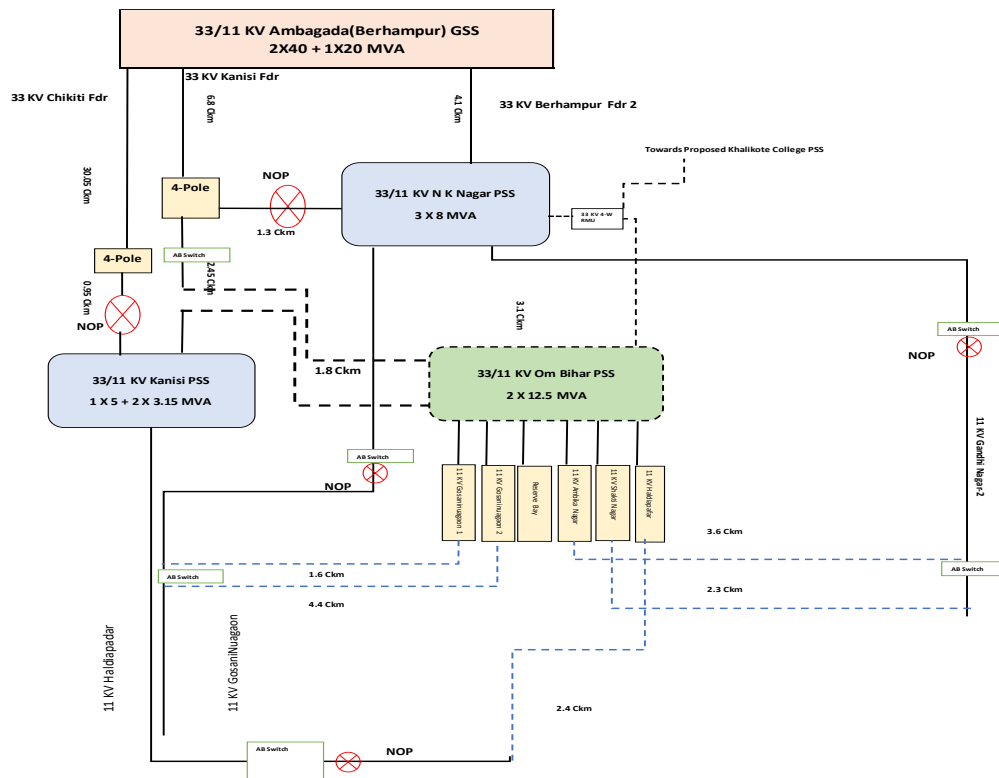 33/11 KV Ambagada(Berhampur) GSS
2X40 + 1X20 MVA
33 KV Kanisi Fdr
33 KV Chikiti Fdr
6.8 Ckm
4.1 Ckm
33 KV Berhampur Fdr 2
Towards Proposed Khalikote College PSS
30.05 Ckm
NOP
4-Pole
1.3 Ckm
33/11 KV N K Nagar PSS
3 X 8 MVA
33 KV 4-W
RMU
AB Switch
4-Pole
2.45 Ckm
0.95 Ckm
NOP
3.1 Ckm
AB Switch
NOP
33/11 KV Kanisi PSS
1 X 5 + 2 X 3.15 MVA
1.8 Ckm
33/11 KV Om Bihar PSS
2 X 12.5 MVA
AB Switch
NOP
11 KV Gosaninuagaon 1
11 KV Gosaninuagaon 2
Reserve Bay
11 KV Ambika Nagar
11 KV Shakti Nagar
11 KV Haldiapafar
11 KV Gandhi Nagar-2
3.6 Ckm
AB Switch
1.6 Ckm
AB Switch
4.4 Ckm
2.3 Ckm
11 KV Haldiapadar
11 KV GosaniNuagaon
2.4 Ckm
AB Switch
NOP